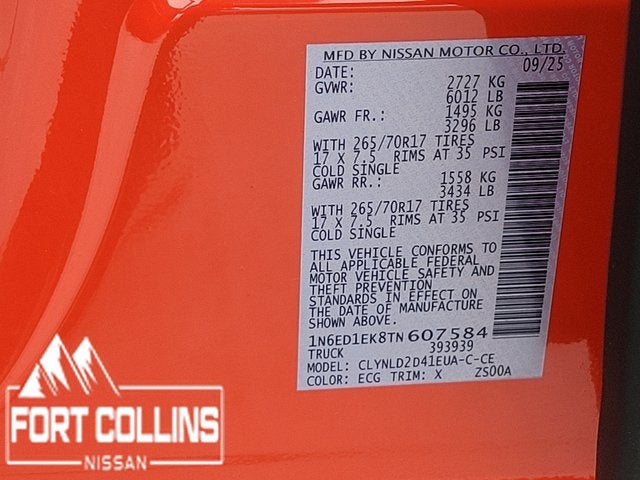 MFD BY NISSAN MOTOR CO., LTD.
DATE: 09/25
GVWR: 2727 KG
6012 LB
GAWR FR.: 1495 KG
3296 LB
WITH 265/70R17 TIRES
17 X 7.5 RIMS AT 35 PSI
COLD SINGLE
GAWR RR.: 1558 KG
3434 LB
WITH 265/70R17 TIRES
17 X 7.5 RIMS AT 35 PSI
COLD SINGLE
THIS VEHICLE CONFORMS TO
ALL APPLICABLE FEDERAL
MOTOR VEHICLE SAFETY AND
THEFT PREVENTION
STANDARDS IN EFFECT ON
THE DATE OF MANUFACTURE
SHOWN ABOVE.
1N6ED1EK8TN607584
TRUCK 393939
MODEL: CLYNLD2D41EUA-C-CE
COLOR: ECG TRIM: X ZS00A
FORT COLLINS
NISSAN